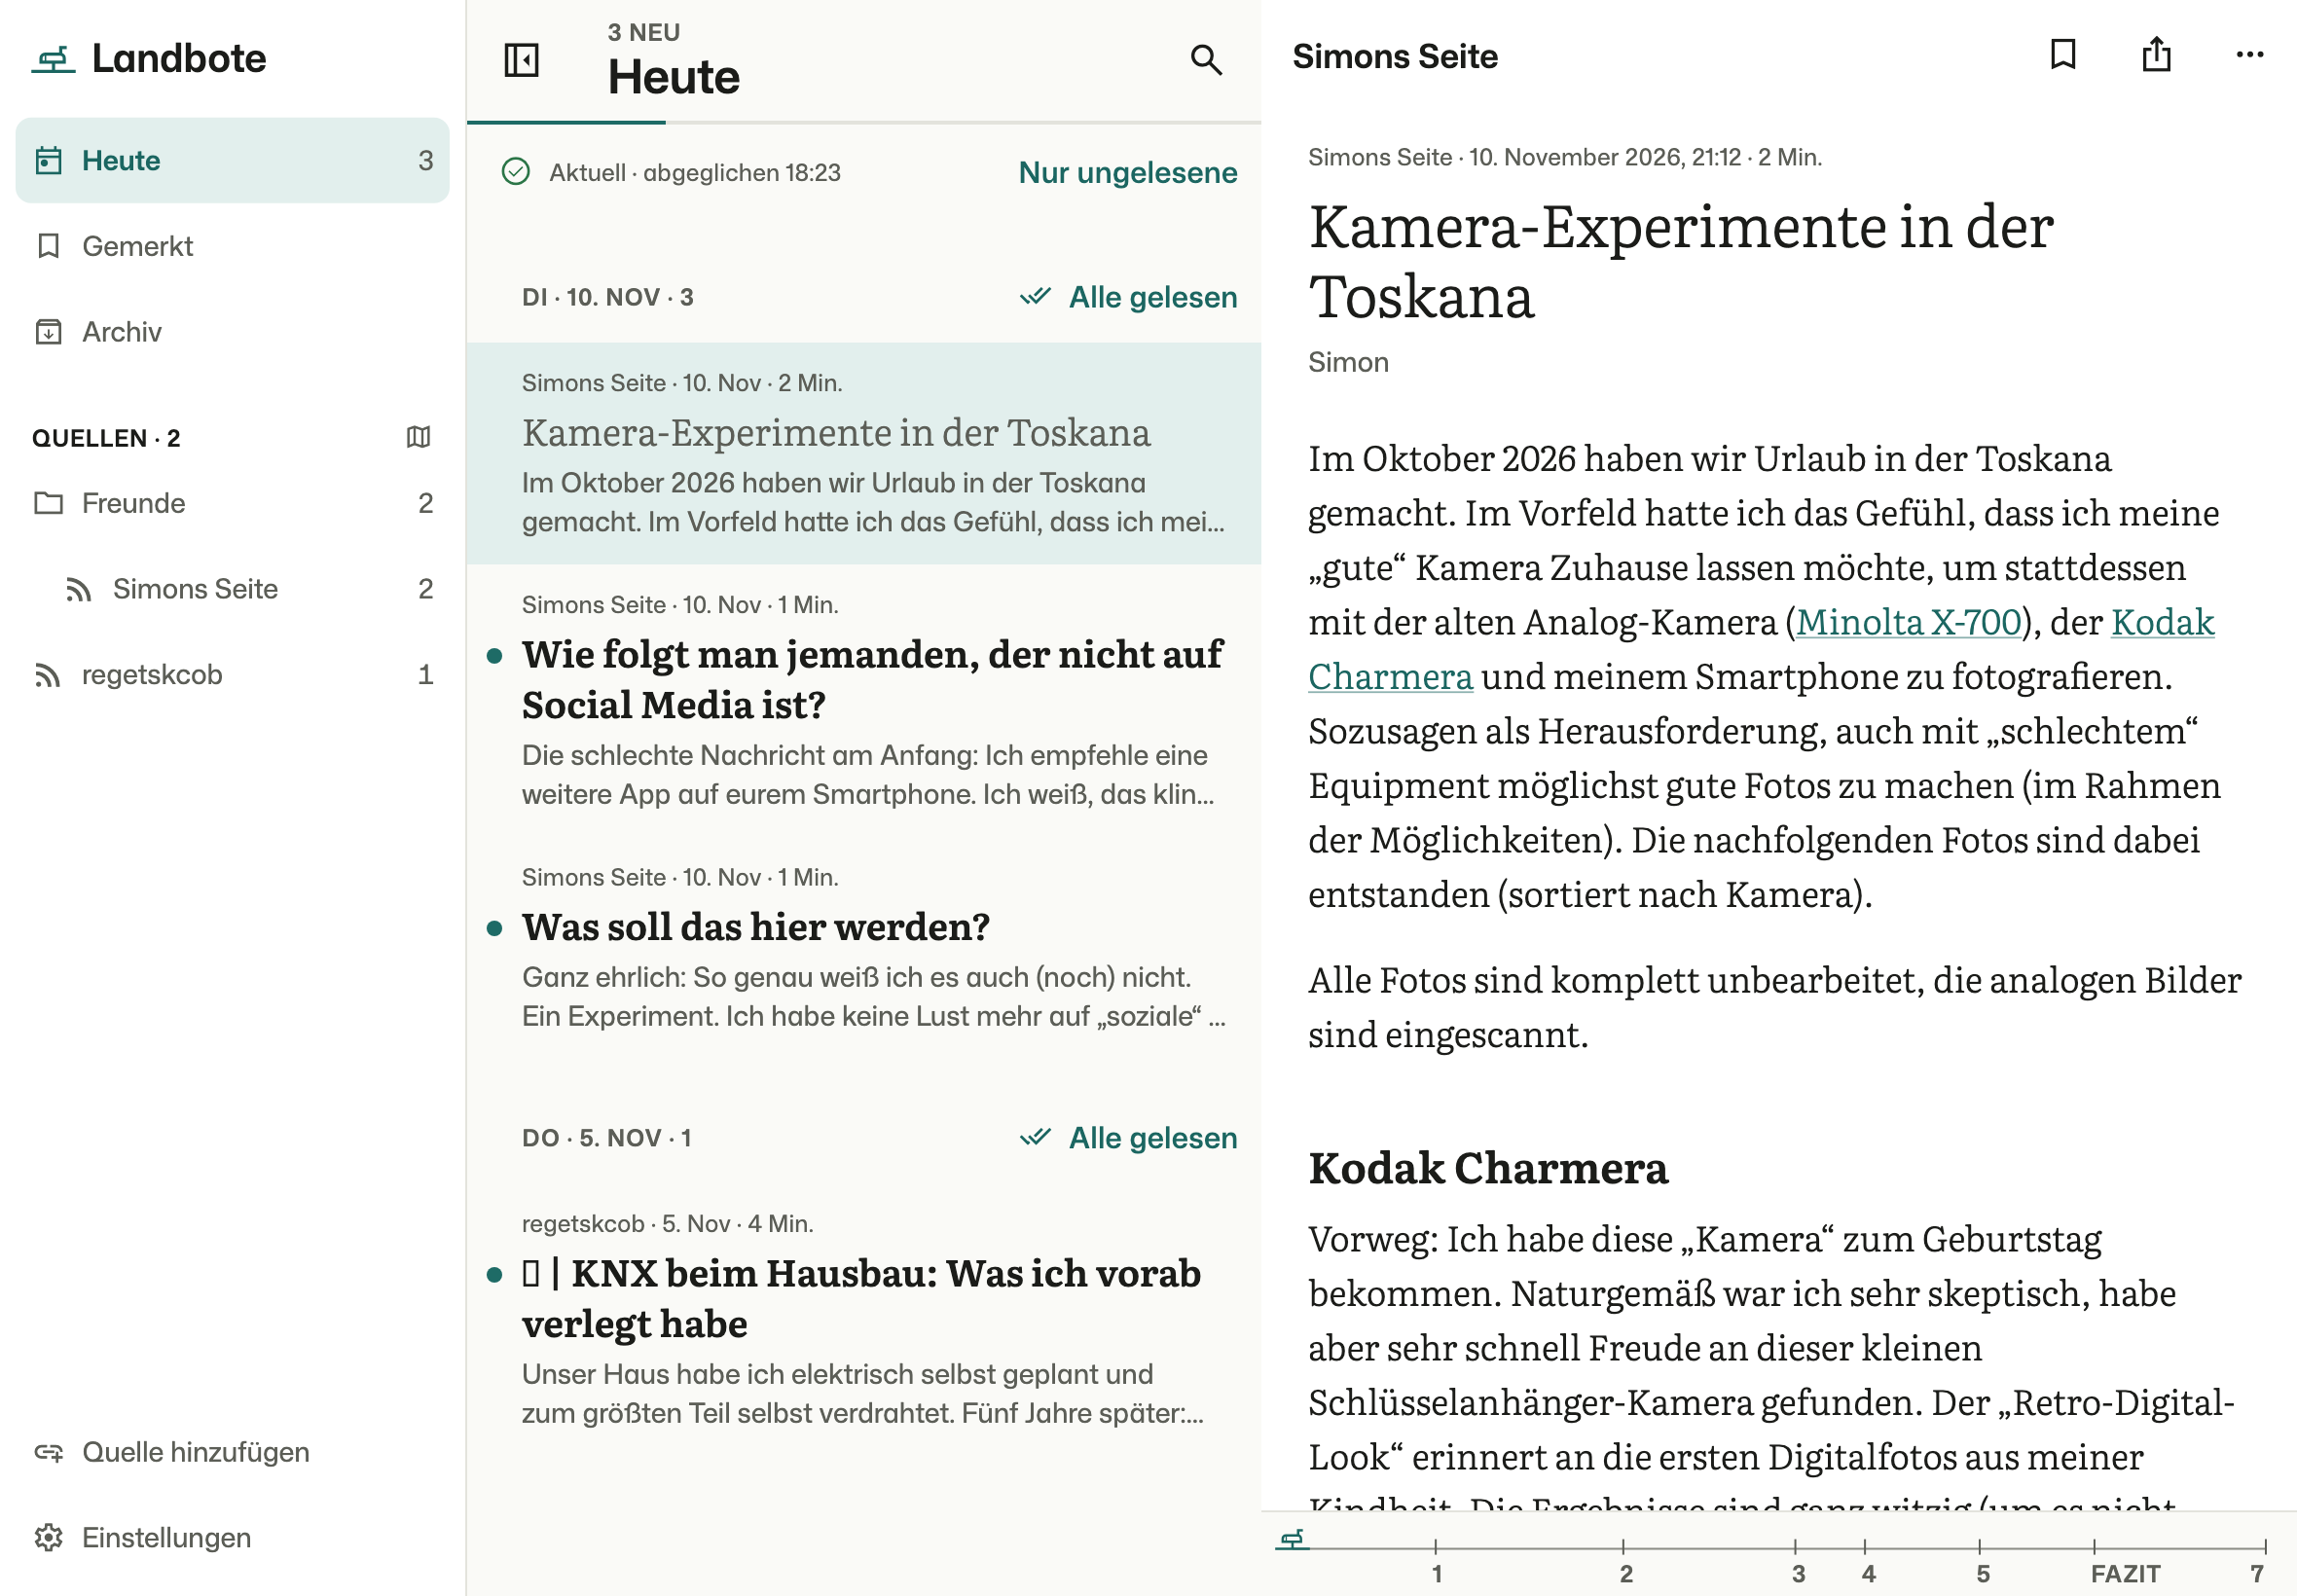 Landbote
Heute 3
Gemerkt
Archiv
QUELLEN · 2
Freunde 2
Simons Seite 2
regetskcob 1
Quelle hinzufügen
Einstellungen
3 NEU
Heute
Aktuell · abgeglichen 18:23 Nur ungelesene
DI · 10. NOV · 3 Alle gelesen
Simons Seite · 10. Nov · 2 Min.
Kamera-Experimente in der Toskana
Im Oktober 2026 haben wir Urlaub in der Toskana
gemacht. Im Vorfeld hatte ich das Gefühl, dass ich mei...
Simons Seite · 10. Nov · 1 Min.
Wie folgt man jemanden, der nicht auf
Social Media ist?
Die schlechte Nachricht am Anfang: Ich empfehle eine
weitere App auf eurem Smartphone. Ich weiß, das klin...
Simons Seite · 10. Nov · 1 Min.
Was soll das hier werden?
Ganz ehrlich: So genau weiß ich es auch (noch) nicht.
Ein Experiment. Ich habe keine Lust mehr auf „soziale“ ...
DO · 5. NOV · 1 Alle gelesen
regetskcob · 5. Nov · 4 Min.
| KNX beim Hausbau: Was ich vorab
verlegt habe
Unser Haus habe ich elektrisch selbst geplant und
zum größten Teil selbst verdrahtet. Fünf Jahre später:...
Simons Seite
Simons Seite · 10. November 2026, 21:12 · 2 Min.
Kamera-Experimente in der
Toskana
Simon
Im Oktober 2026 haben wir Urlaub in der Toskana
gemacht. Im Vorfeld hatte ich das Gefühl, dass ich meine
„gute“ Kamera Zuhause lassen möchte, um stattdessen
mit der alten Analog-Kamera (Minolta X-700), der Kodak
Charmera und meinem Smartphone zu fotografieren.
Sozusagen als Herausforderung, auch mit „schlechtem“
Equipment möglichst gute Fotos zu machen (im Rahmen
der Möglichkeiten). Die nachfolgenden Fotos sind dabei
entstanden (sortiert nach Kamera).
Alle Fotos sind komplett unbearbeitet, die analogen Bilder
sind eingescannt.
Kodak Charmera
Vorweg: Ich habe diese „Kamera“ zum Geburtstag
bekommen. Naturgemäß war ich sehr skeptisch, habe
aber sehr schnell Freude an dieser kleinen
Schlüsselanhänger-Kamera gefunden. Der „Retro-Digital-
Look“ erinnert an die ersten Digitalfotos aus meiner
Kindheit. Die Ergebnisse sind ganz witzig (um es nicht
1 2 3 4 5 FAZIT 7